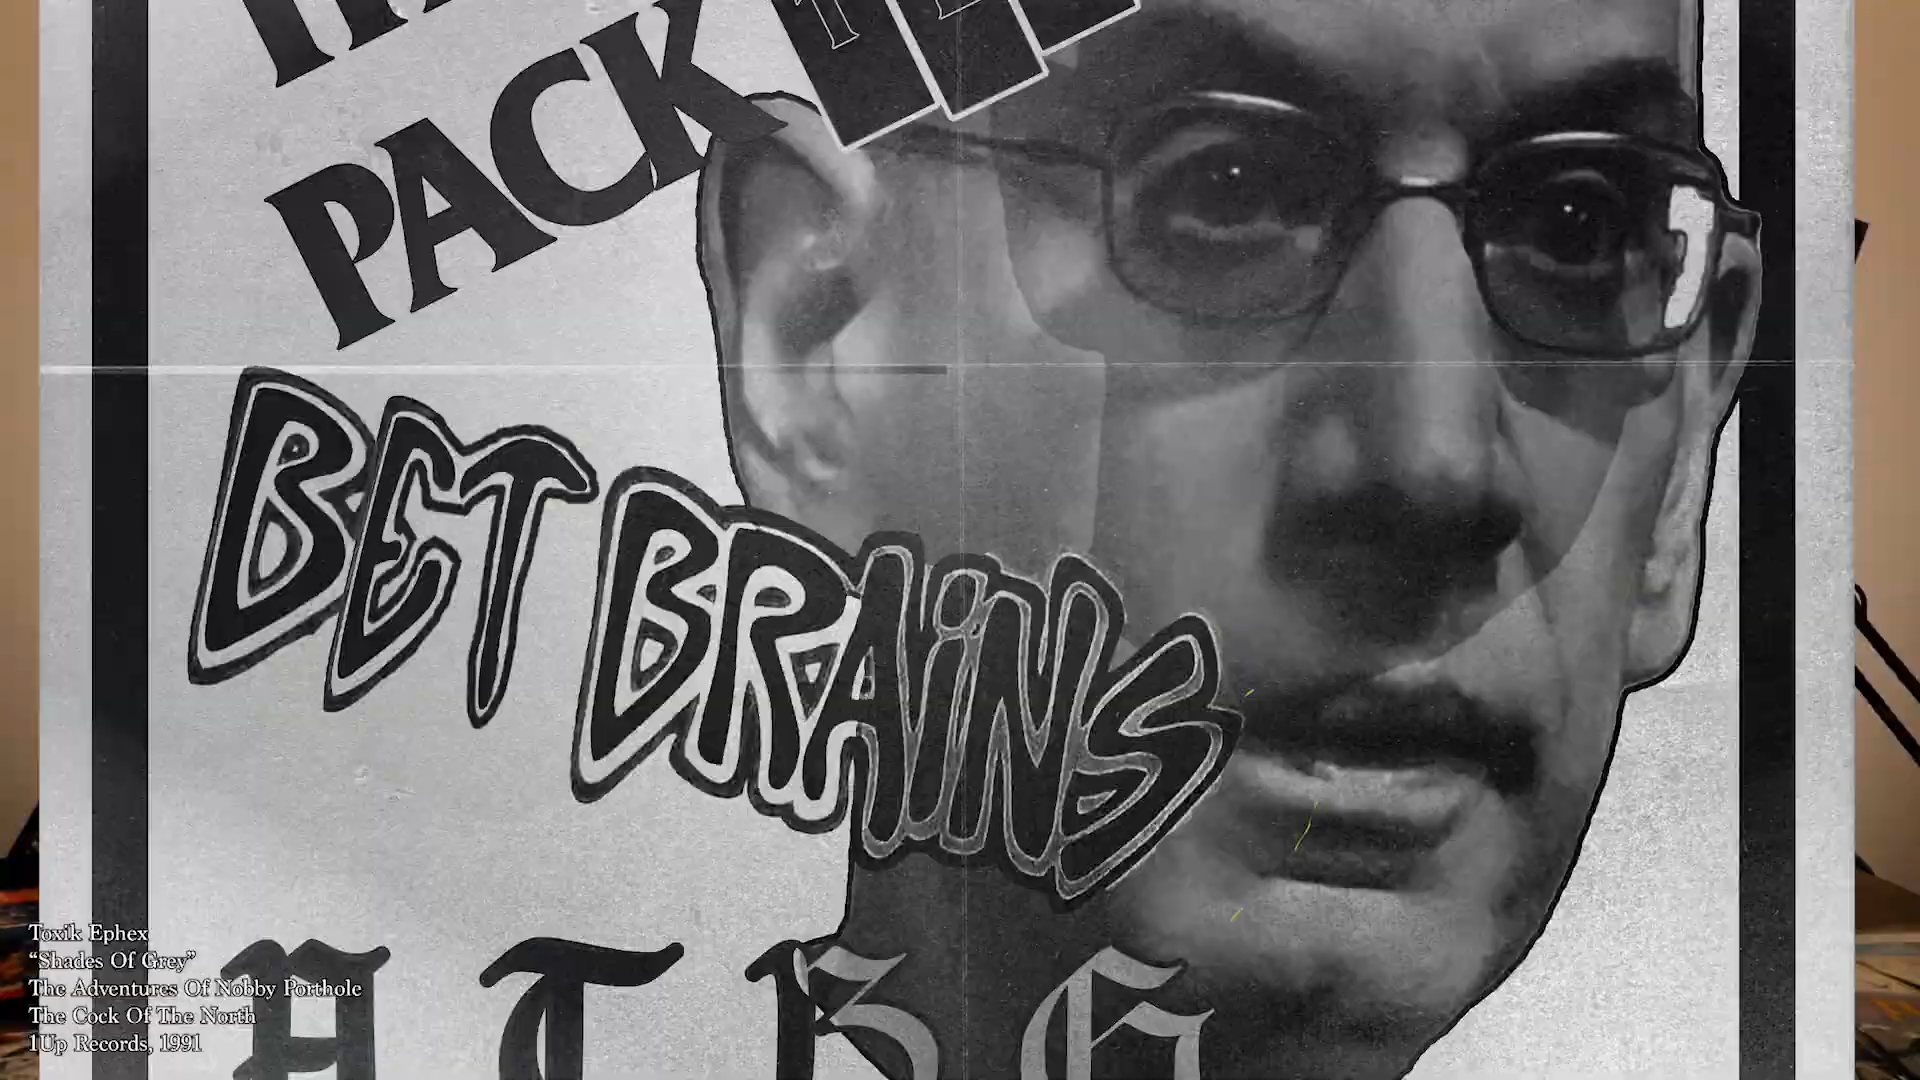 PACK
BET BRAiNS
A T B G
Toxik Ephex
“Shades Of Grey”
The Adventures Of Nobby Porthole
The Cock Of The North
1Up Records, 1991